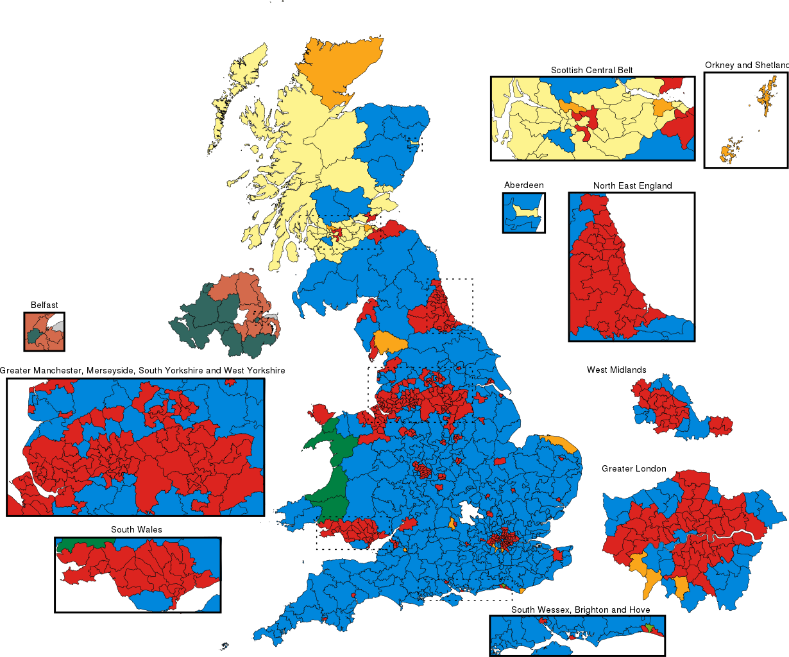 Scottish Central Belt
Orkney and Shetland
Aberdeen
North East England
Belfast
Greater Manchester, Merseyside, South Yorkshire and West Yorkshire
West Midlands
Greater London
South Wales
South Wessex, Brighton and Hove